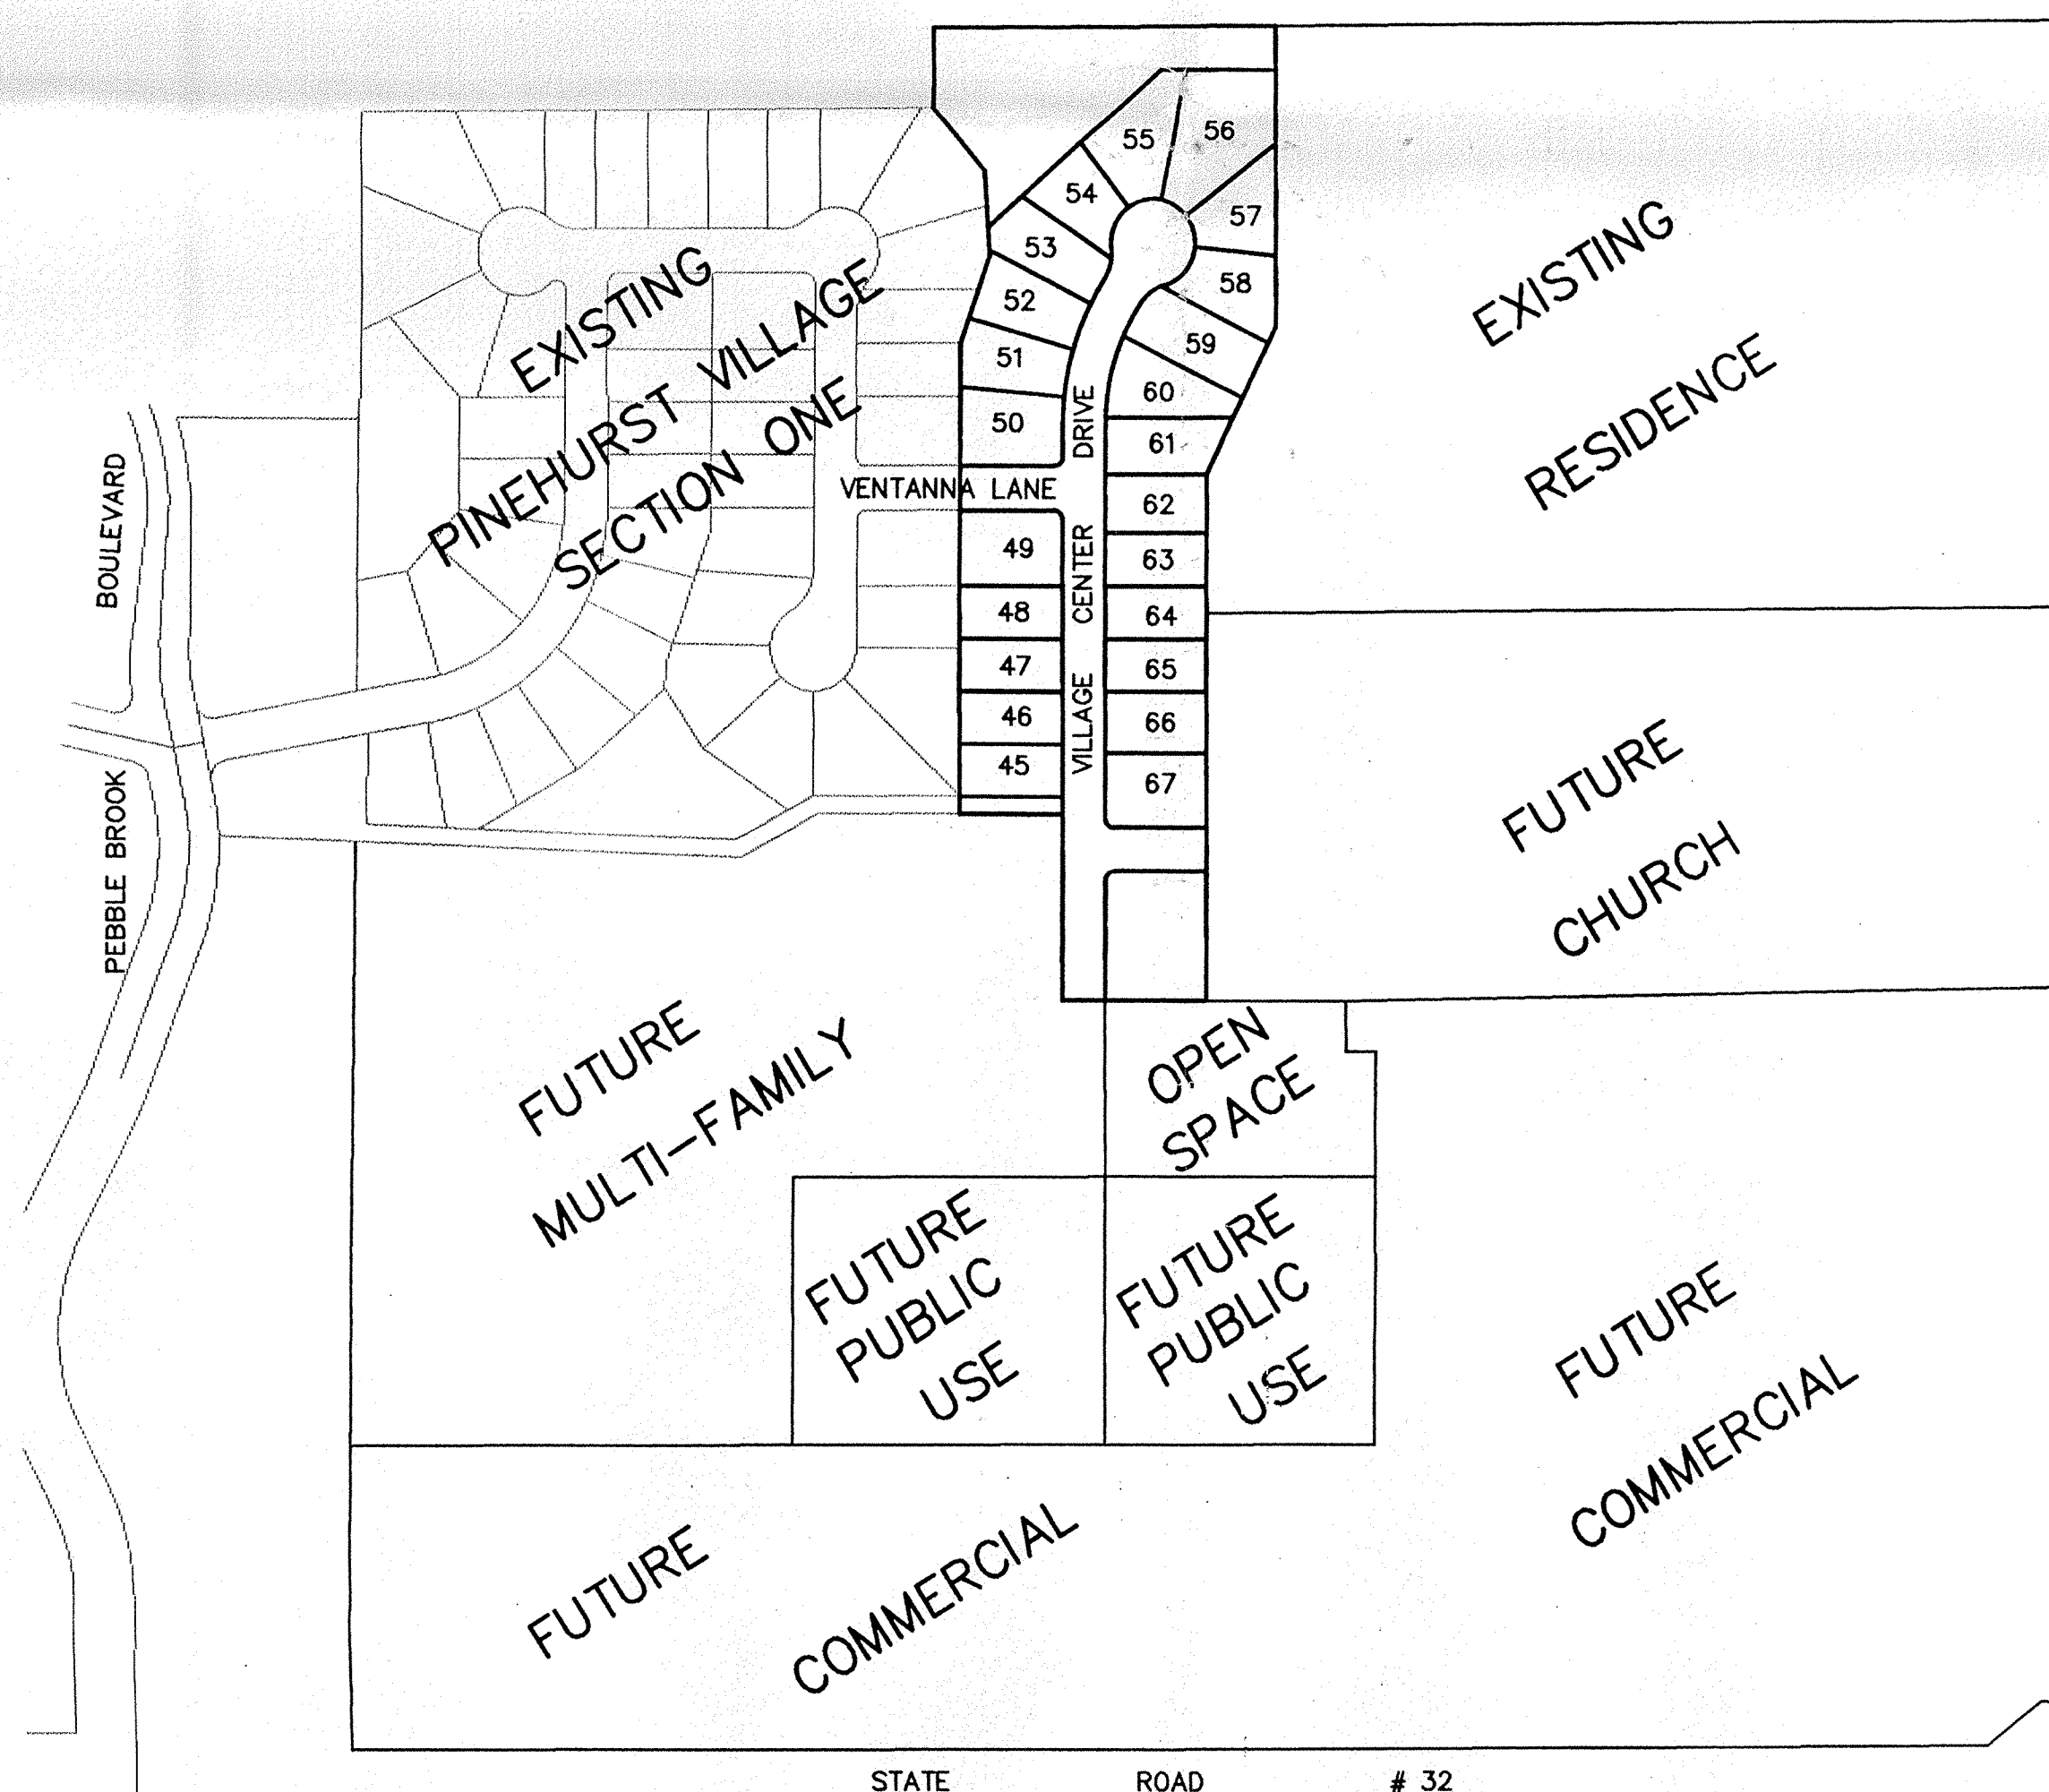 55
56
54
57
53
58
52
59
51
60
50
61
62
49
63
48
64
47
65
46
66
45
67
VILLAGE CENTER DRIVE
VENTANNA LANE
EXISTING
PINEHURST VILLAGE
SECTION ONE
EXISTING
RESIDENCE
PEBBLE BROOK BOULEVARD
FUTURE
CHURCH
FUTURE
MULTI-FAMILY
OPEN
SPACE
FUTURE
PUBLIC
USE
FUTURE
PUBLIC
USE
FUTURE
COMMERCIAL
FUTURE
COMMERCIAL
STATE ROAD # 32